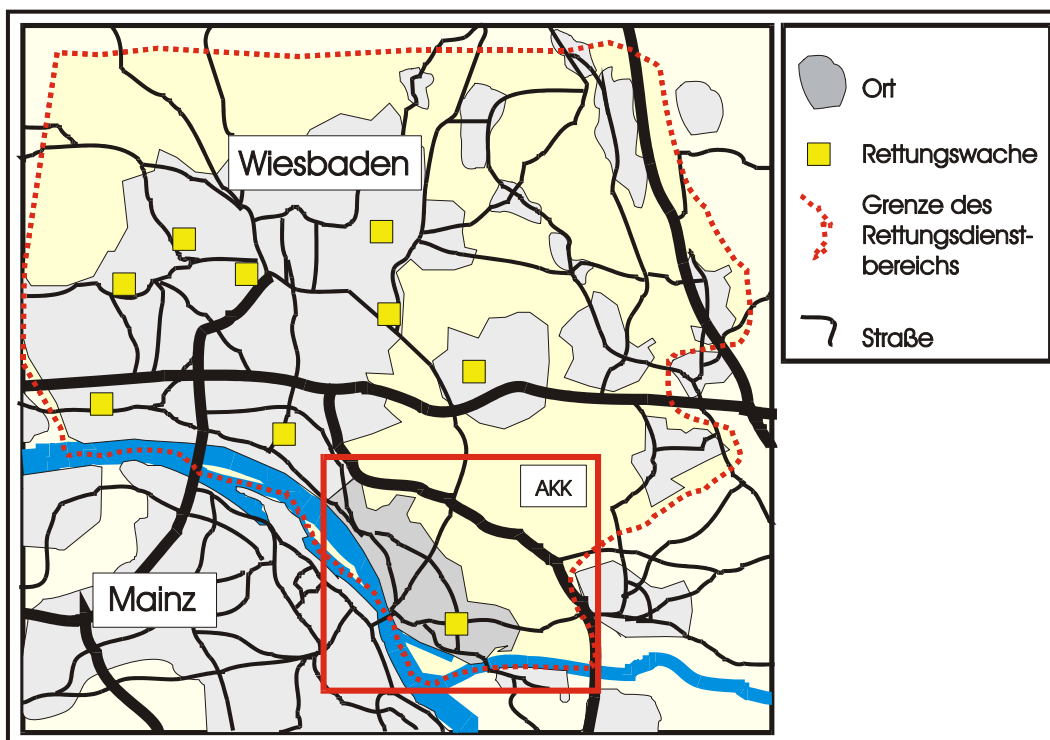 Wiesbaden
AKK
Mainz
Ort
Rettungswache
Grenze des
Rettungsdienst-
bereichs
Straße